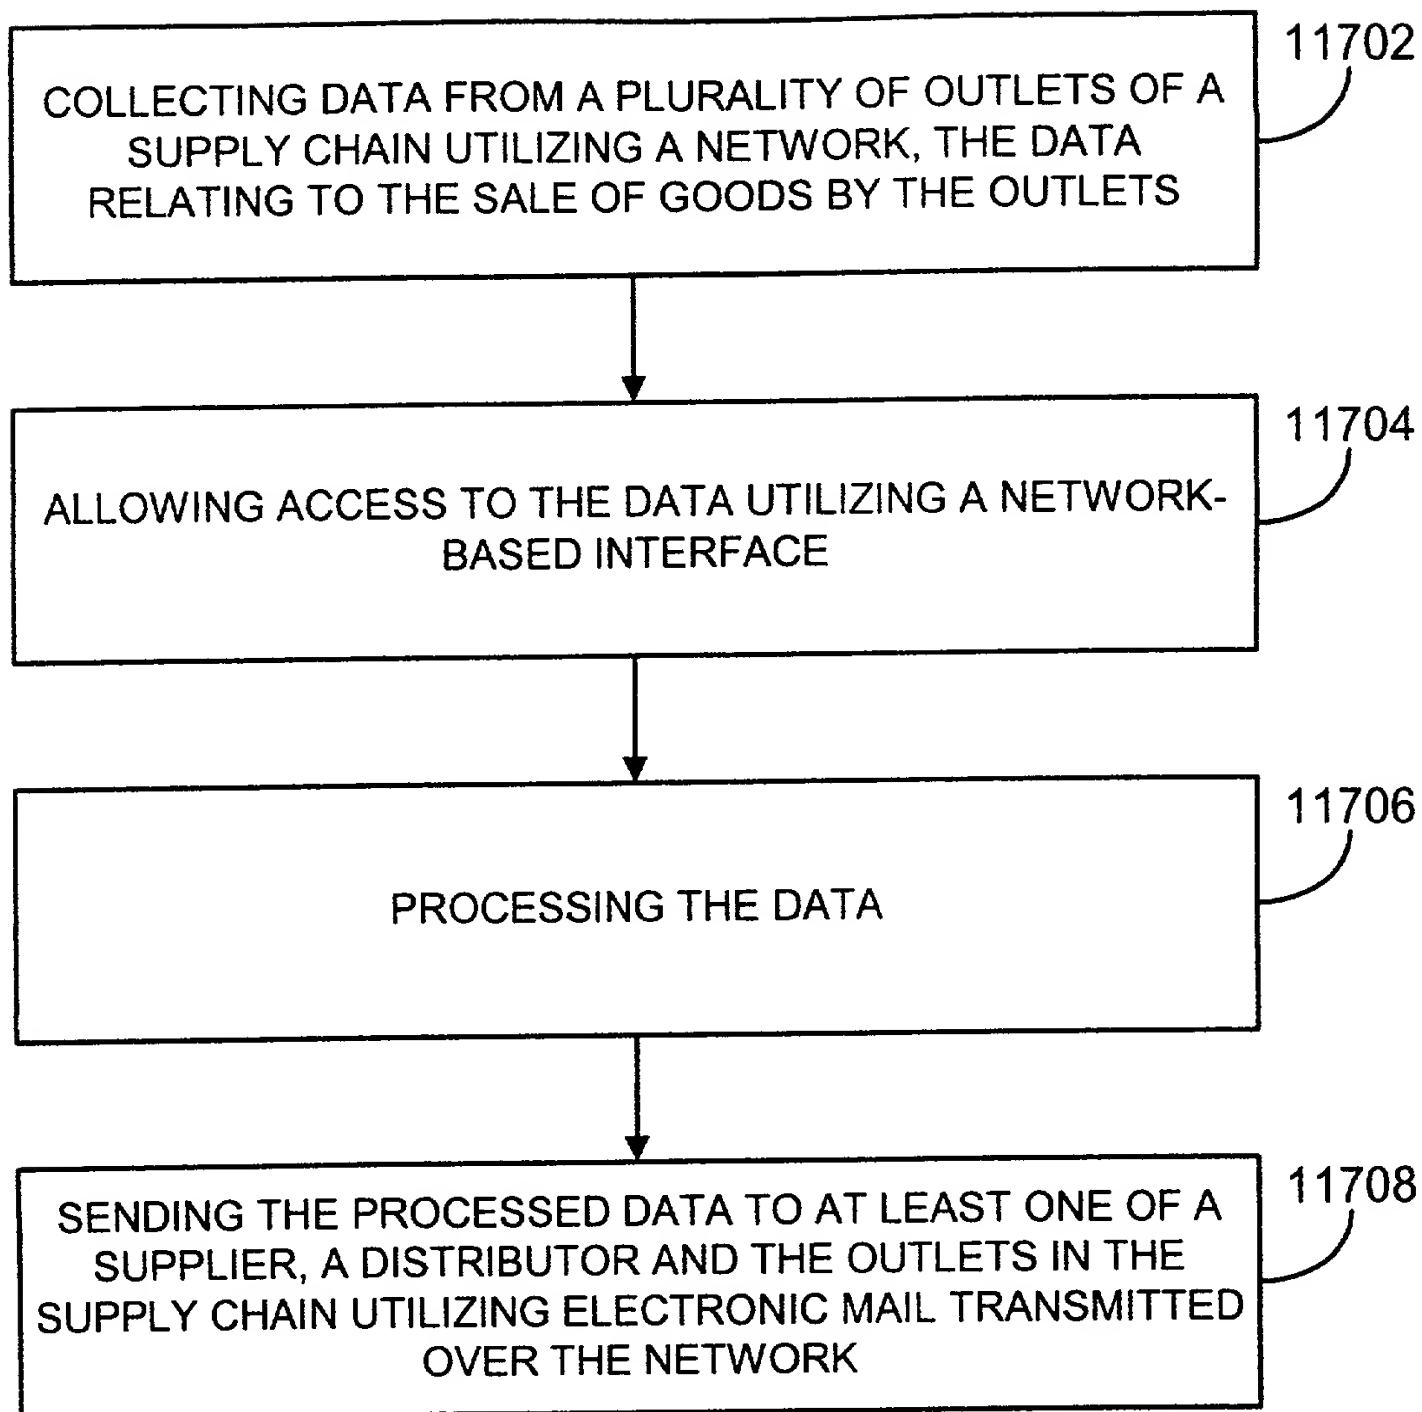 11702
COLLECTING DATA FROM A PLURALITY OF OUTLETS OF A
SUPPLY CHAIN UTILIZING A NETWORK, THE DATA
RELATING TO THE SALE OF GOODS BY THE OUTLETS
11704
ALLOWING ACCESS TO THE DATA UTILIZING A NETWORK-
BASED INTERFACE
11706
PROCESSING THE DATA
11708
SENDING THE PROCESSED DATA TO AT LEAST ONE OF A
SUPPLIER, A DISTRIBUTOR AND THE OUTLETS IN THE
SUPPLY CHAIN UTILIZING ELECTRONIC MAIL TRANSMITTED
OVER THE NETWORK